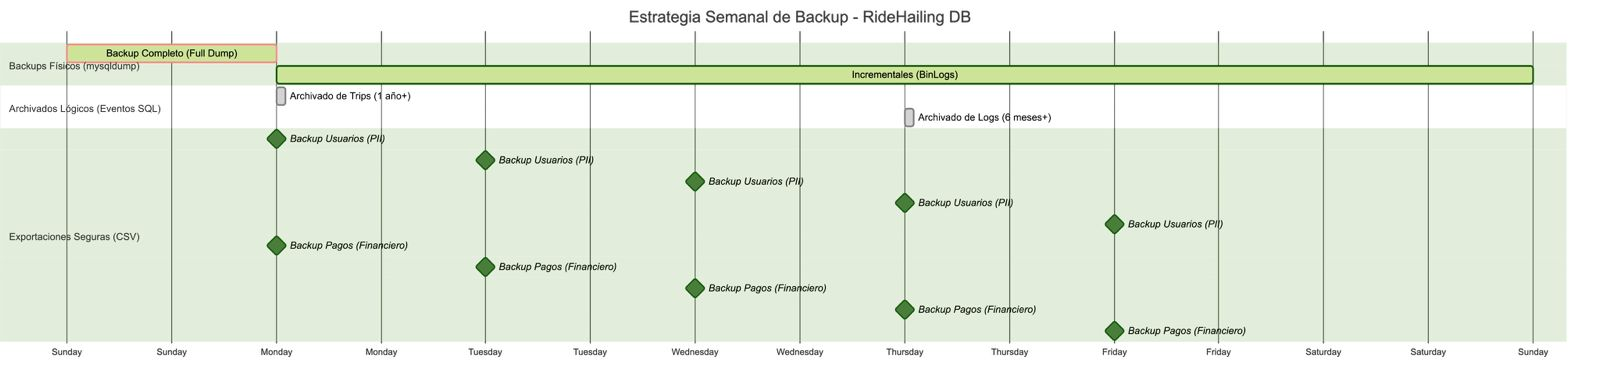 Estrategia Semanal de Backup - RideHailing DB
Backup Completo (Full Dump)
Backups Físicos (mysqldump)
Incrementales (BinLogs)
Archivado de Trips (1 año+)
Archivados Lógicos (Eventos SQL)
Archivado de Logs (6 meses+)
Backup Usuarios (PII)
Backup Usuarios (PII)
Backup Usuarios (PII)
Backup Usuarios (PII)
Backup Usuarios (PII)
Exportaciones Seguras (CSV)
Backup Pagos (Financiero)
Backup Pagos (Financiero)
Backup Pagos (Financiero)
Backup Pagos (Financiero)
Backup Pagos (Financiero)
Sunday Sunday Monday Monday Tuesday Tuesday Wednesday Wednesday Thursday Thursday Friday Friday Saturday Saturday Sunday